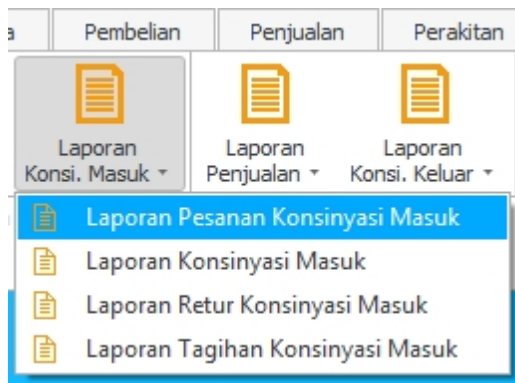 Pembelian Penjualan Perakitan
Laporan Laporan Laporan
Konsi. Masuk Penjualan Konsi. Keluar
Laporan Pesanan Konsinyasi Masuk
Laporan Konsinyasi Masuk
Laporan Retur Konsinyasi Masuk
Laporan Tagihan Konsinyasi Masuk